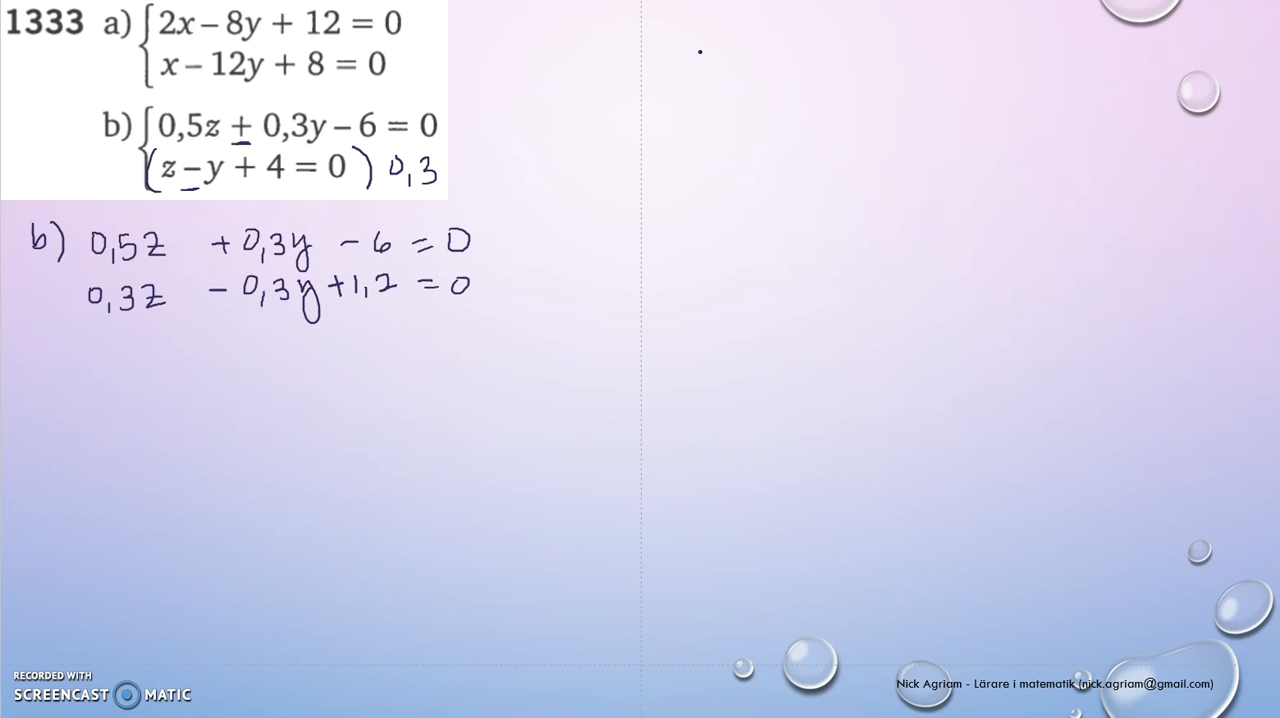 1333 a) { 2x – 8y + 12 = 0
x – 12y + 8 = 0
b) { 0,5z + 0,3y – 6 = 0
(z – y + 4 = 0) 0,3
b) 0,5z + 0,3y - 6 = 0
0,3z - 0,3y + 1,2 = 0
RECORDED WITH
SCREENCAST MATIC
Nick Agriam - Lärare i matematik (nick.agriam@gmail.com)